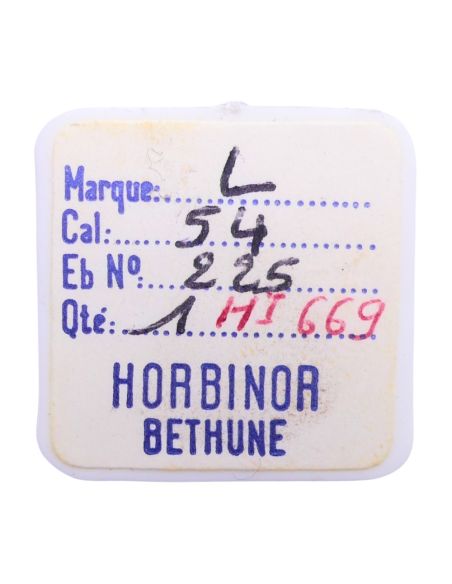 Marque: L
Cal: 54
Eb Nº: 225
Qté: 1 HI 669
HORBINOR
BETHUNE